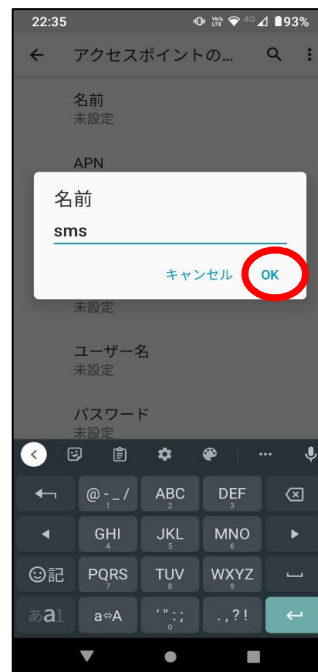 22:35 VoLTE 4G 93%
アクセスポイントの...
名前
未設定
APN
名前
sms
キャンセル OK
未設定
ユーザー名
未設定
パスワード
未設定
@-_/ ABC DEF
1 2 3
GHI JKL MNO
4 5 6
☺記 PQRS TUV WXYZ
7 8 9
あa1 a⇔A '":; .,?!
0